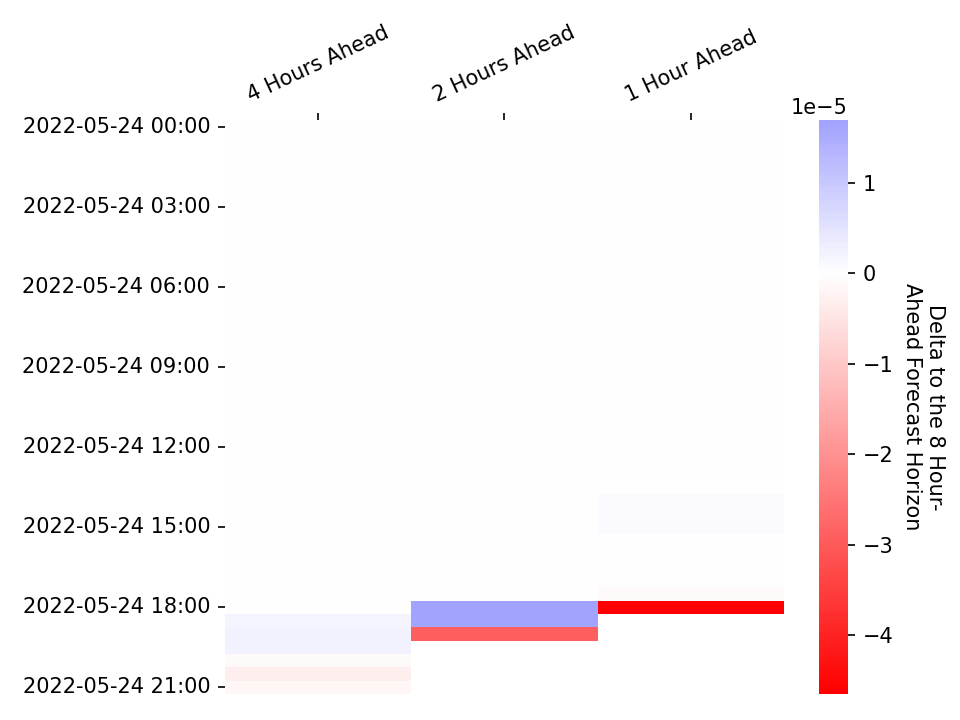 4 Hours Ahead
2 Hours Ahead
1 Hour Ahead
1e−5
2022-05-24 00:00
2022-05-24 03:00
2022-05-24 06:00
2022-05-24 09:00
2022-05-24 12:00
2022-05-24 15:00
2022-05-24 18:00
2022-05-24 21:00
1
0
−1
−2
−3
−4
Delta to the 8 Hour-
Ahead Forecast Horizon